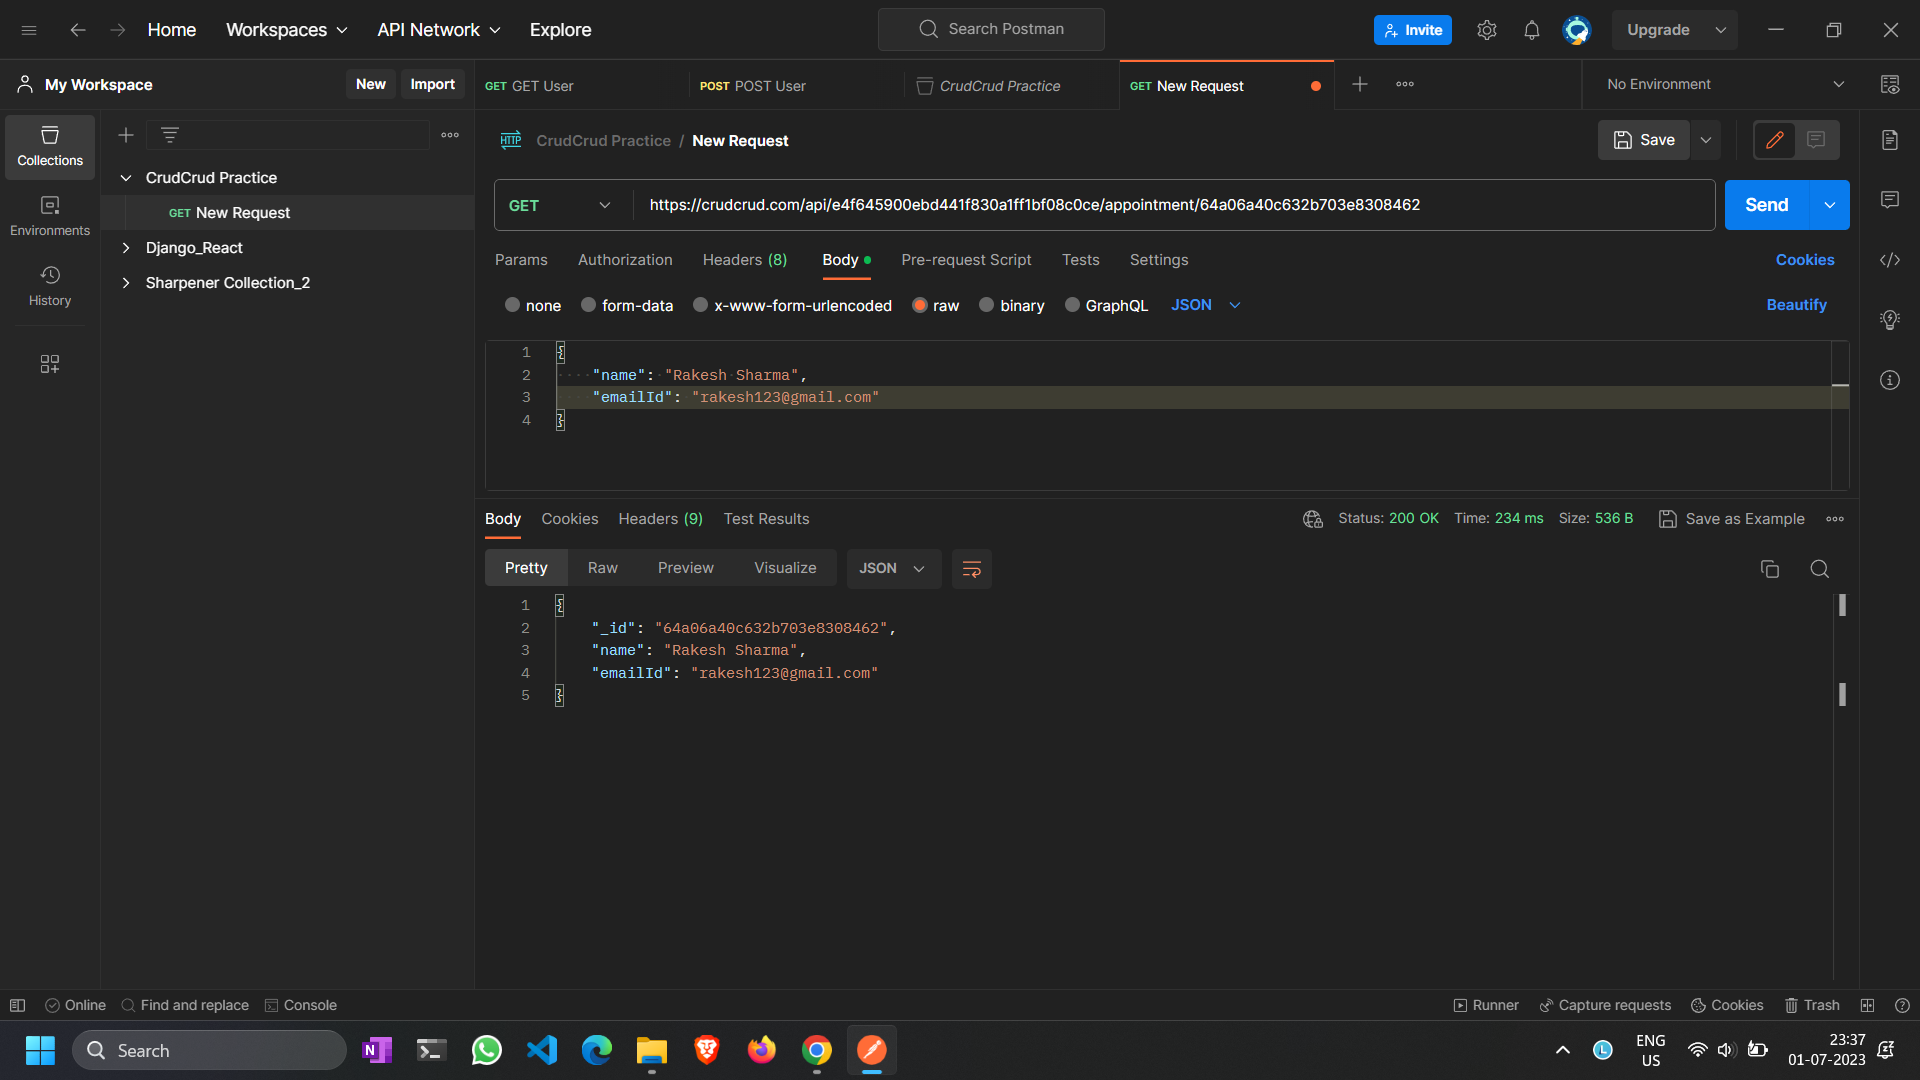 Home Workspaces API Network Explore Search Postman Invite Upgrade
My Workspace New Import GET GET User POST POST User CrudCrud Practice GET New Request No Environment
Collections
Environments
History
CrudCrud Practice
GET New Request
Django_React
Sharpener Collection_2
HTTP CrudCrud Practice / New Request Save
GET https://crudcrud.com/api/e4f645900ebd441f830a1ff1bf08c0ce/appointment/64a06a40c632b703e8308462 Send
Params Authorization Headers (8) Body Pre-request Script Tests Settings Cookies
none form-data x-www-form-urlencoded raw binary GraphQL JSON Beautify
1 {
2 "name": "Rakesh Sharma",
3 "emailId": "rakesh123@gmail.com"
4 }
Body Cookies Headers (9) Test Results Status: 200 OK Time: 234 ms Size: 536 B Save as Example
Pretty Raw Preview Visualize JSON
1 {
2 "_id": "64a06a40c632b703e8308462",
3 "name": "Rakesh Sharma",
4 "emailId": "rakesh123@gmail.com"
5 }
Online Find and replace Console Runner Capture requests Cookies Trash
Search N L ENG US 23:37
01-07-2023